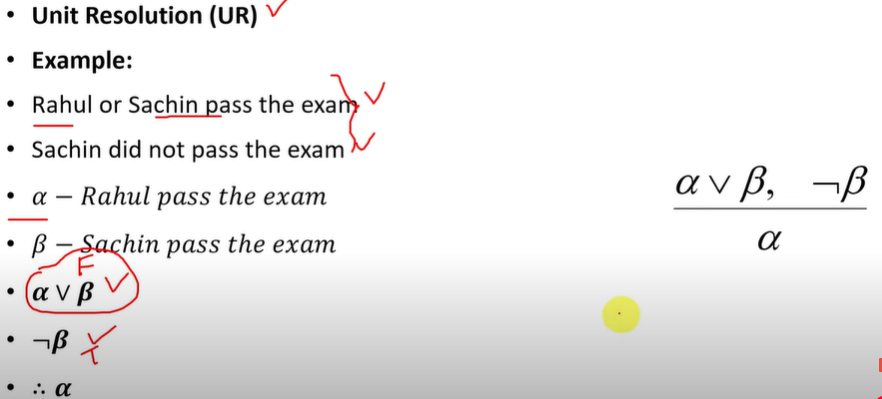 • Unit Resolution (UR) ✓
• Example:
• Rahul or Sachin pass the exam ✓
• Sachin did not pass the exam ✓
• α – Rahul pass the exam
• β – Sachin pass the exam
F
• α ∨ β ✓
• ¬β ✓ T
• ∴ α
α ∨ β, ¬β
α